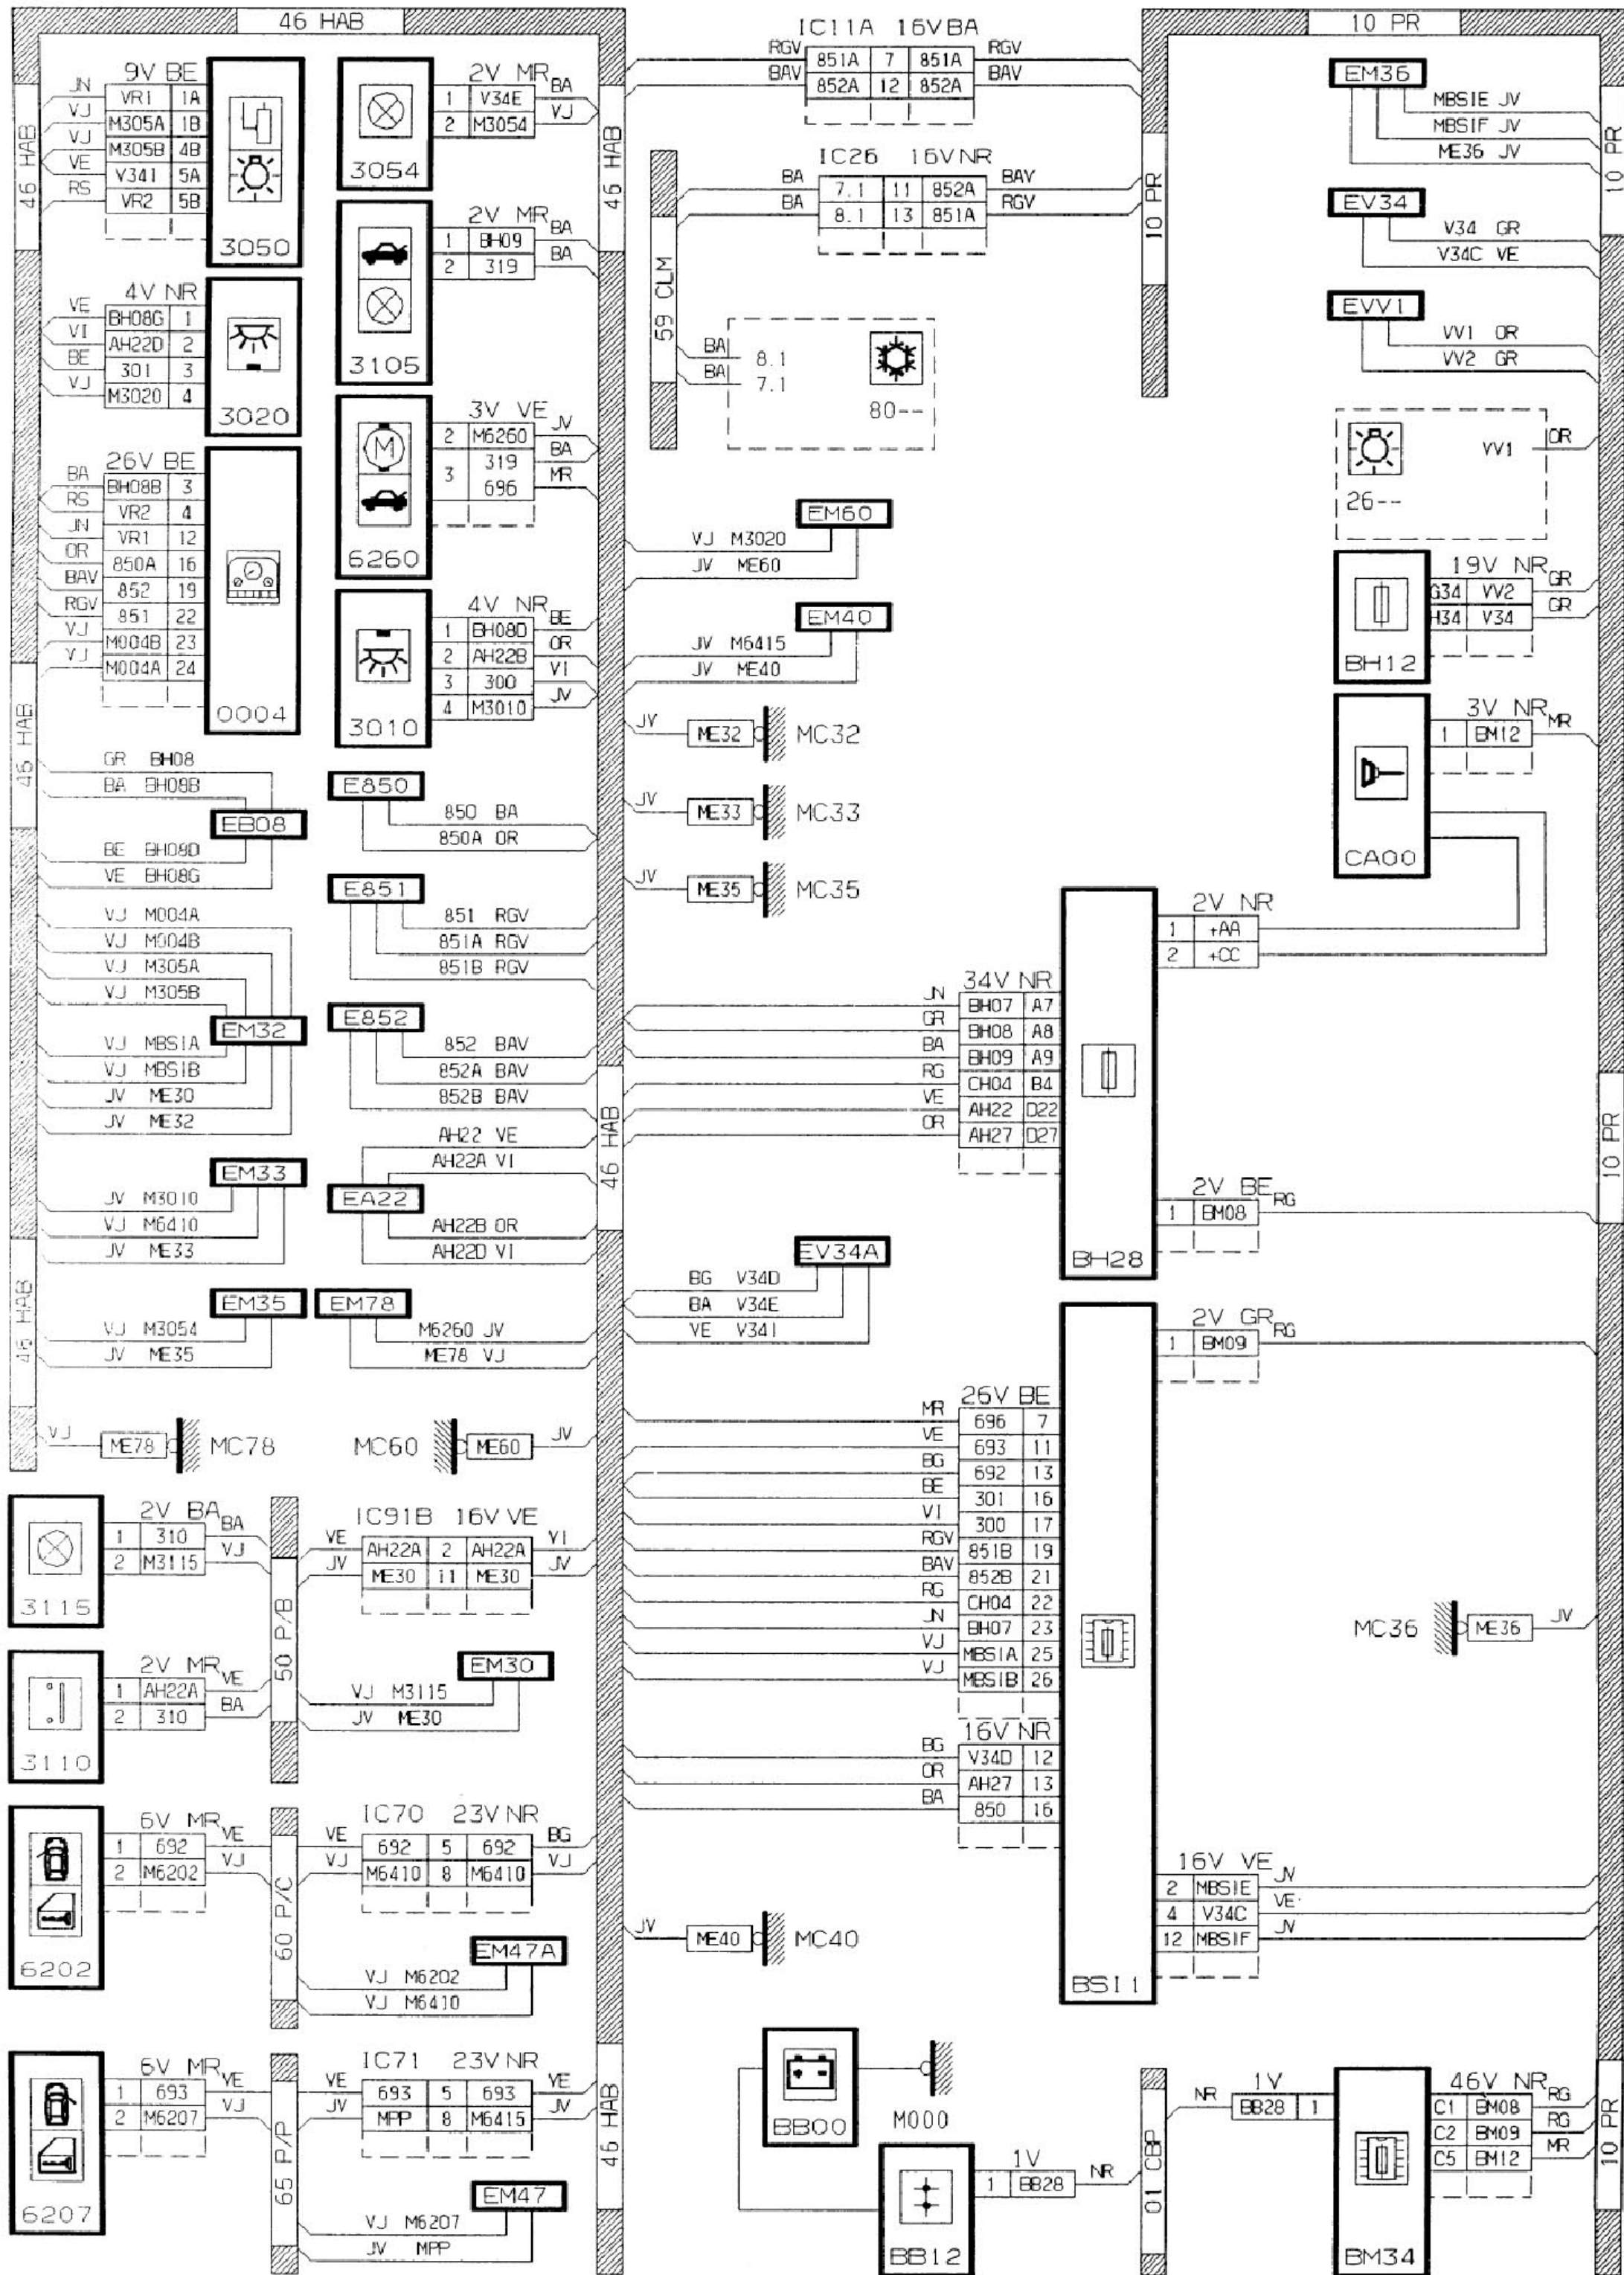 46 HAB
9V BE
JN VR1 1A
VJ M305A 1B
VJ M305B 4B
VE V341 5A
RS VR2 5B
3050
46 HAB
4V NR
VE BH08G 1
VI AH22D 2
BE 301 3
VJ M3020 4
3020
26V BE
BA BH08B 3
RS VR2 4
JN VR1 12
OR 850A 16
BAV 852 19
RGV 851 22
VJ M004B 23
VJ M004A 24
0004
46 HAB
GR BH08
BA BH08B
EB08
BE BH08D
VE BH08G
VJ M004A
VJ M004B
VJ M305A
VJ M305B
EM32
VJ MBS1A
VJ MBS1B
JV ME30
JV ME32
EM33
JV M3010
VJ M6410
JV ME33
EM35
VJ M3054
JV ME35
46 HAB
VJ ME78 MC78
2V MR
1 V34E BA
2 M3054 VJ
3054
2V MR
1 BH09 BA
2 319 BA
3105
3V VE
2 M6260 JV
3 319 BA
696 MR
6260
4V NR
1 BH08D BE
2 AH22B OR
3 300 VI
4 M3010 JV
3010
E850
850 BA
850A OR
E851
851 RGV
851A RGV
851B RGV
E852
852 BAV
852A BAV
852B BAV
AH22 VE
AH22A VI
EA22
AH22B OR
AH22D VI
EM78
M6260 JV
ME78 VJ
MC60 ME60 JV
46 HAB
46 HAB
2V BA
1 310 BA
2 M3115 VJ
3115
2V MR
1 AH22A VE
2 310 BA
3110
50 P/B
IC91B 16V VE
VE AH22A 2 AH22A VI
JV ME30 11 ME30 JV
EM30
VJ M3115
JV ME30
6V MR
1 692 VE
2 M6202 VJ
6202
60 P/C
IC70 23V NR
VE 692 5 692 BG
VJ M6410 8 M6410 VJ
EM47A
VJ M6202
VJ M6410
6V MR
1 693 VE
2 M6207 VJ
6207
65 P/P
IC71 23V NR
VE 693 5 693 VE
JV MPP 8 M6415 JV
EM47
VJ M6207
JV MPP
46 HAB
IC11A 16V BA
RGV 851A 7 851A RGV
BAV 852A 12 852A BAV
IC26 16V NR
BA 7.1 11 852A BAV
BA 8.1 13 851A RGV
59 CLM
BA 8.1
BA 7.1
80--
10 PR
EM60
VJ M3020
JV ME60
EM40
JV M6415
JV ME40
JV ME32 MC32
JV ME33 MC33
JV ME35 MC35
34V NR
JN BH07 A7
GR BH08 A8
BA BH09 A9
RG CH04 B4
VE AH22 D22
OR AH27 D27
2V NR
1 +AA
2 +CC
2V BE
1 BM08 RG
BH28
EV34A
BG V34D
BA V34E
VE V341
2V GR
1 BM09 RG
26V BE
MR 696 7
VE 693 11
BG 692 13
BE 301 16
VI 300 17
RGV 851B 19
BAV 852B 21
RG CH04 22
JN BH07 23
VJ MBS1A 25
VJ MBS1B 26
16V NR
BG V34D 12
OR AH27 13
BA 850 16
16V VE
2 MBSIE JV
4 V34C VE
12 MBSIF JV
BSI1
JV ME40 MC40
BB00
M000
BB12
1V
1 BB28 NR
01 CBP
1V
NR BB28 1
46V NR
C1 BM08 RG
C2 BM09 RG
C5 BM12 MR
BM34
10 PR
EM36
MBSIE JV
MBSIF JV
ME36 JV
10 PR
EV34
V34 GR
V34C VE
EVV1
VV1 OR
VV2 GR
VV1 OR
26--
19V NR
G34 VV2 GR
H34 V34 GR
BH12
3V NR
1 BM12 MR
CA00
10 PR
MC36 ME36 JV
10 PR